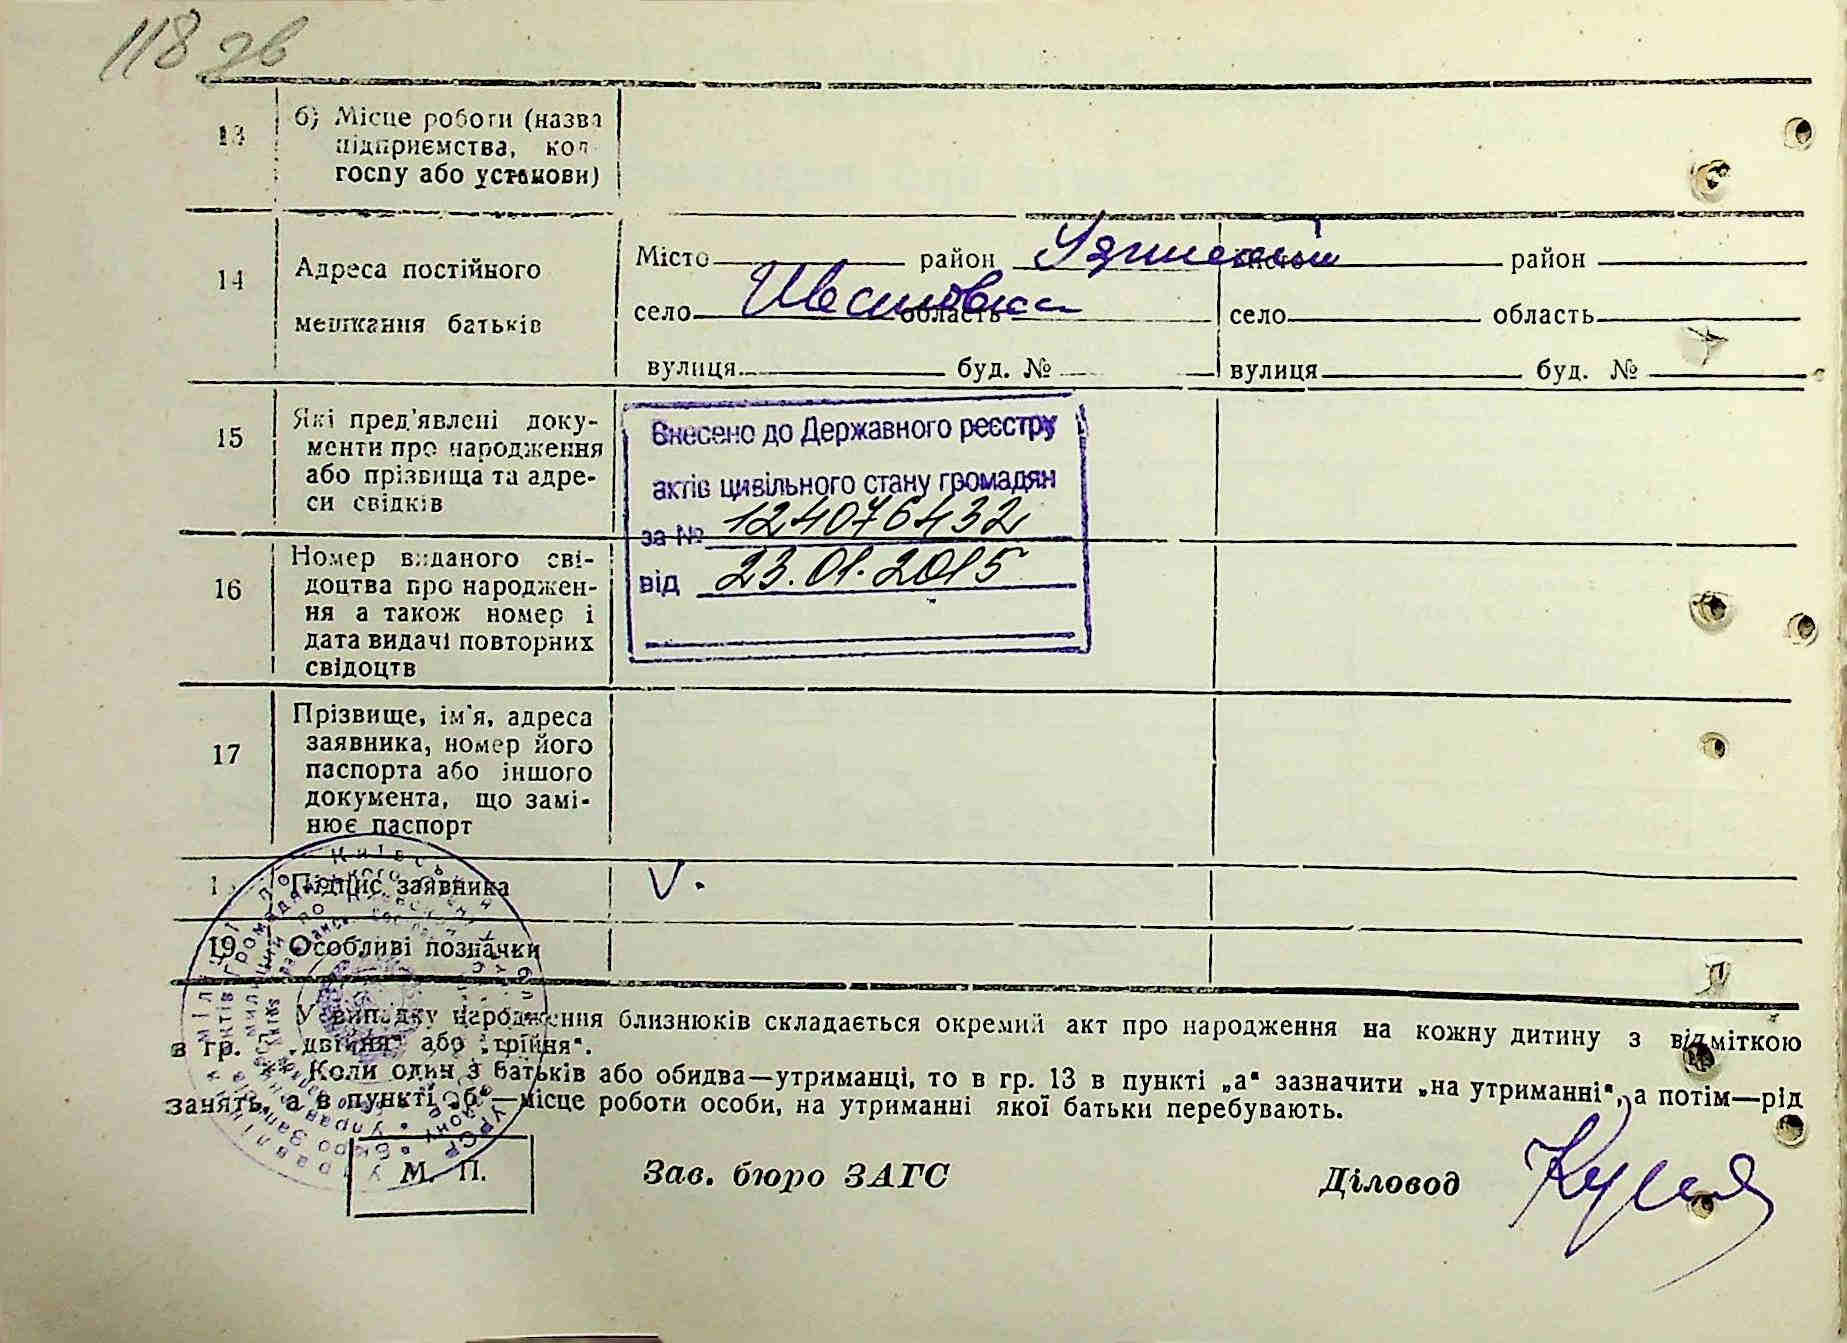 118 зв
13 б) Місце роботи (назва
підприємства, кол-
госпу або установи)
14 Адреса постійного
мешкання батьків
Місто район Узинський район
село область село область
вулиця буд. № вулиця буд. №
15 Які пред'явлені доку-
менти про народження
або прізвища та адре-
си свідків
Внесено до Державного реєстру
актів цивільного стану громадян
за № 124076432
від 23.01.2015
16 Номер виданого сві-
доцтва про народжен-
ня а також номер і
дата видачі повторних
свідоцтв
17 Прізвище, ім'я, адреса
заявника, номер його
паспорта або іншого
документа, що замі-
нює паспорт
Підпис заявника V.
19 Особливі позначки
У випадку народження близнюків складається окремий акт про народження на кожну дитину з відміткою
в гр. „двійня" або „трійня".
Коли один з батьків або обидва—утриманці, то в гр. 13 в пункті „а" зазначити „на утриманні", а потім—рід
занять, а в пункті „б"—місце роботи особи, на утриманні якої батьки перебувають.
М. П. Зав. бюро ЗАГС Діловод